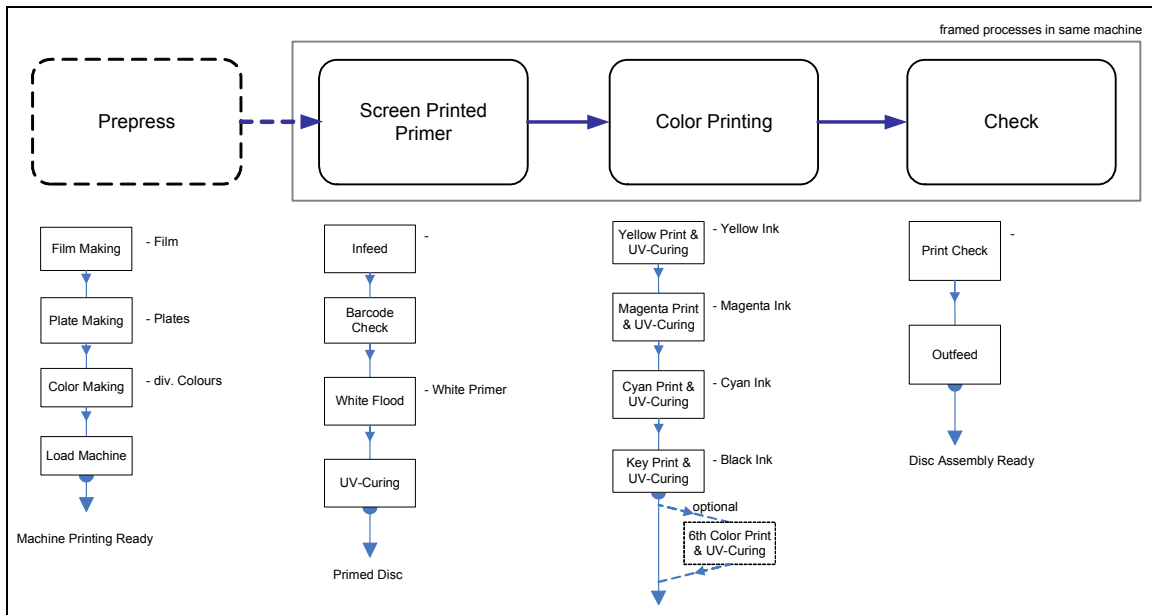 framed processes in same machine
Prepress
Screen Printed
Primer
Color Printing
Check
Film Making
- Film
Plate Making
- Plates
Color Making
- div. Colours
Load Machine
Machine Printing Ready
Infeed
-
Barcode
Check
White Flood
- White Primer
UV-Curing
Primed Disc
Yellow Print &
UV-Curing
- Yellow Ink
Magenta Print
& UV-Curing
- Magenta Ink
Cyan Print &
UV-Curing
- Cyan Ink
Key Print &
UV-Curing
- Black Ink
optional
6th Color Print
& UV-Curing
Print Check
-
Outfeed
Disc Assembly Ready